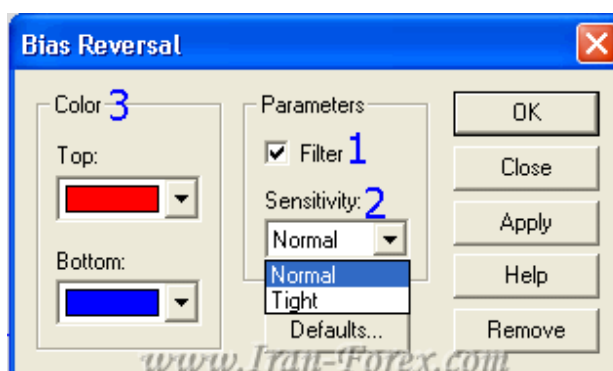 Bias Reversal
Color 3
Top:
Bottom:
Parameters
Filter 1
Sensitivity: 2
Normal
Normal
Tight
Defaults...
OK
Close
Apply
Help
Remove
www.Iran-Forex.com